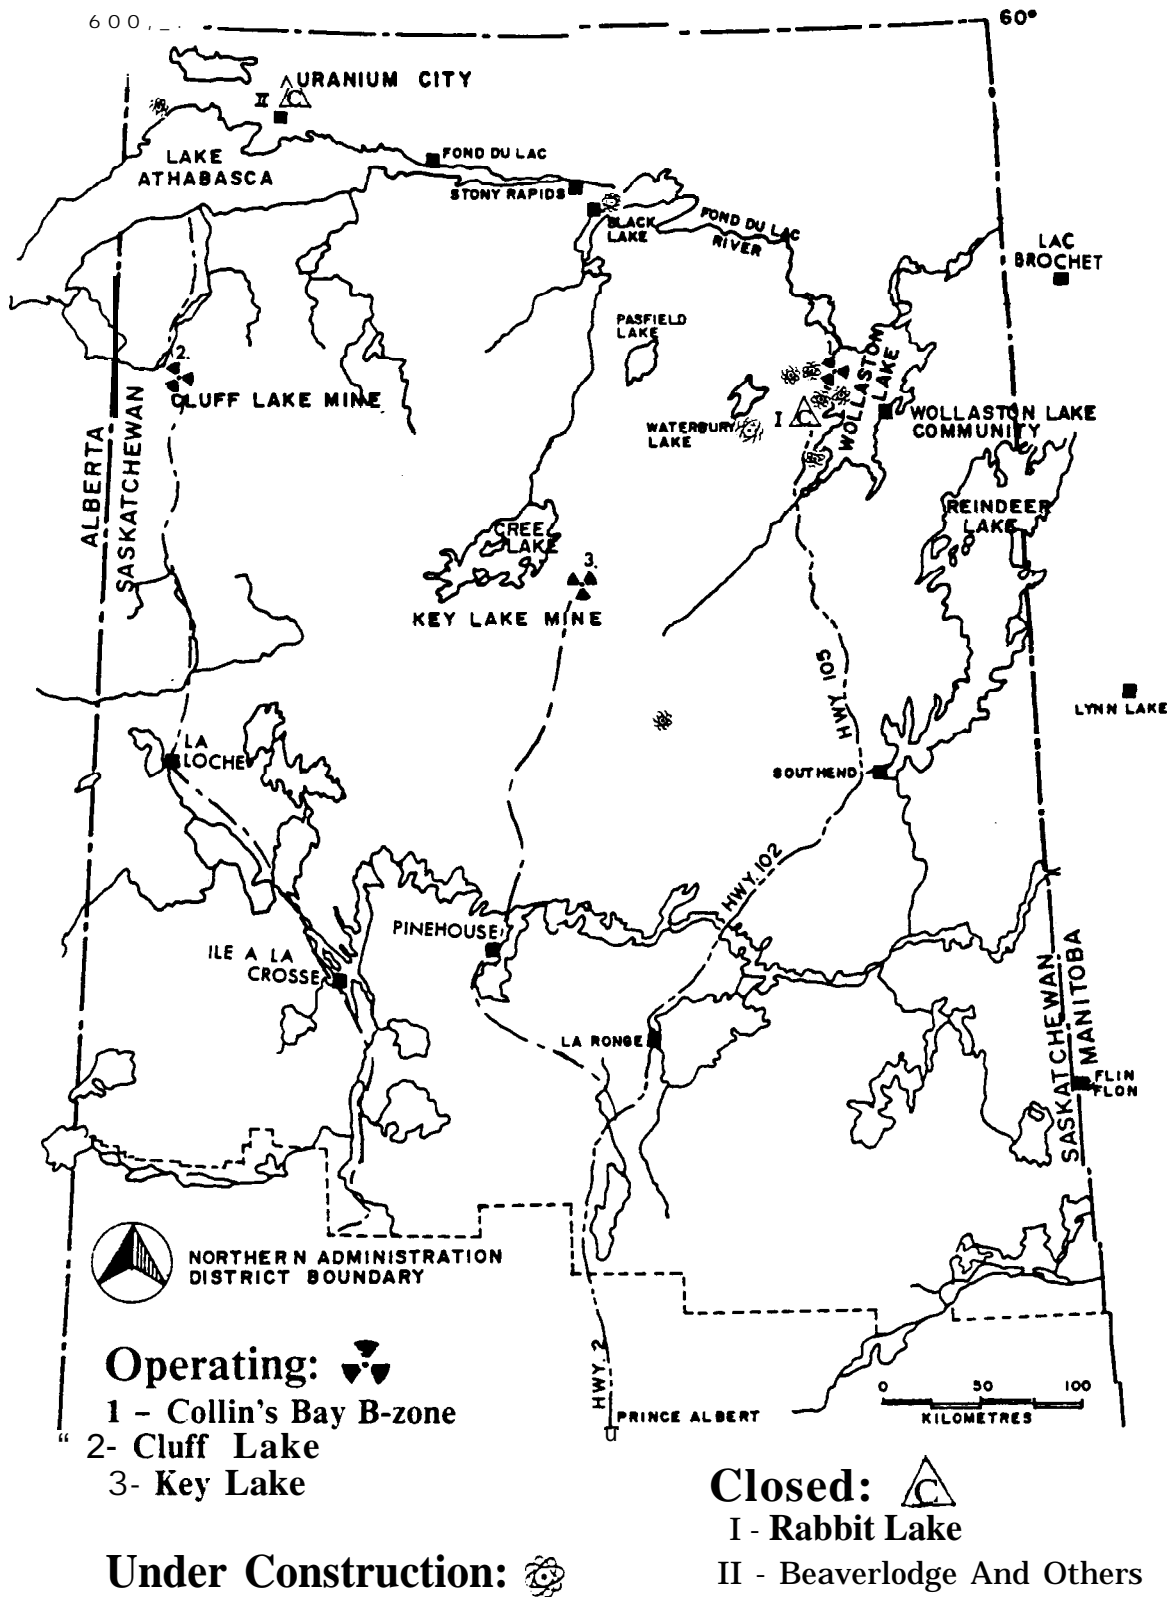 600,_. 60°
URANIUM CITY
II C
LAKE
ATHABASCA
FOND DU LAC
STONY RAPIDS
BLACK
LAKE
FOND DU LAC
RIVER
LAC
BROCHET
PASFIELD
LAKE
2.
CLUFF LAKE MINE
1
WOLLASTON
LAKE
I C
WATERBURY
LAKE
WOLLASTON LAKE
COMMUNITY
ALBERTA
SASKATCHEWAN
REINDEER
LAKE
CREE
LAKE
3.
KEY LAKE MINE
HWY 105
LYNN LAKE
LA
LOCHE
SOUTHEND
HWY. 102
PINEHOUSE
ILE A LA
CROSSE
SASKATCHEWAN
MANITOBA
LA RONGE
FLIN
FLON
NORTHERN ADMINISTRATION
DISTRICT BOUNDARY
HWY. 2
PRINCE ALBERT
0 50 100
KILOMETRES
Operating:
1 – Collin's Bay B-zone
“ 2- Cluff Lake
3- Key Lake
Closed: C
I - Rabbit Lake
II - Beaverlodge And Others
Under Construction: